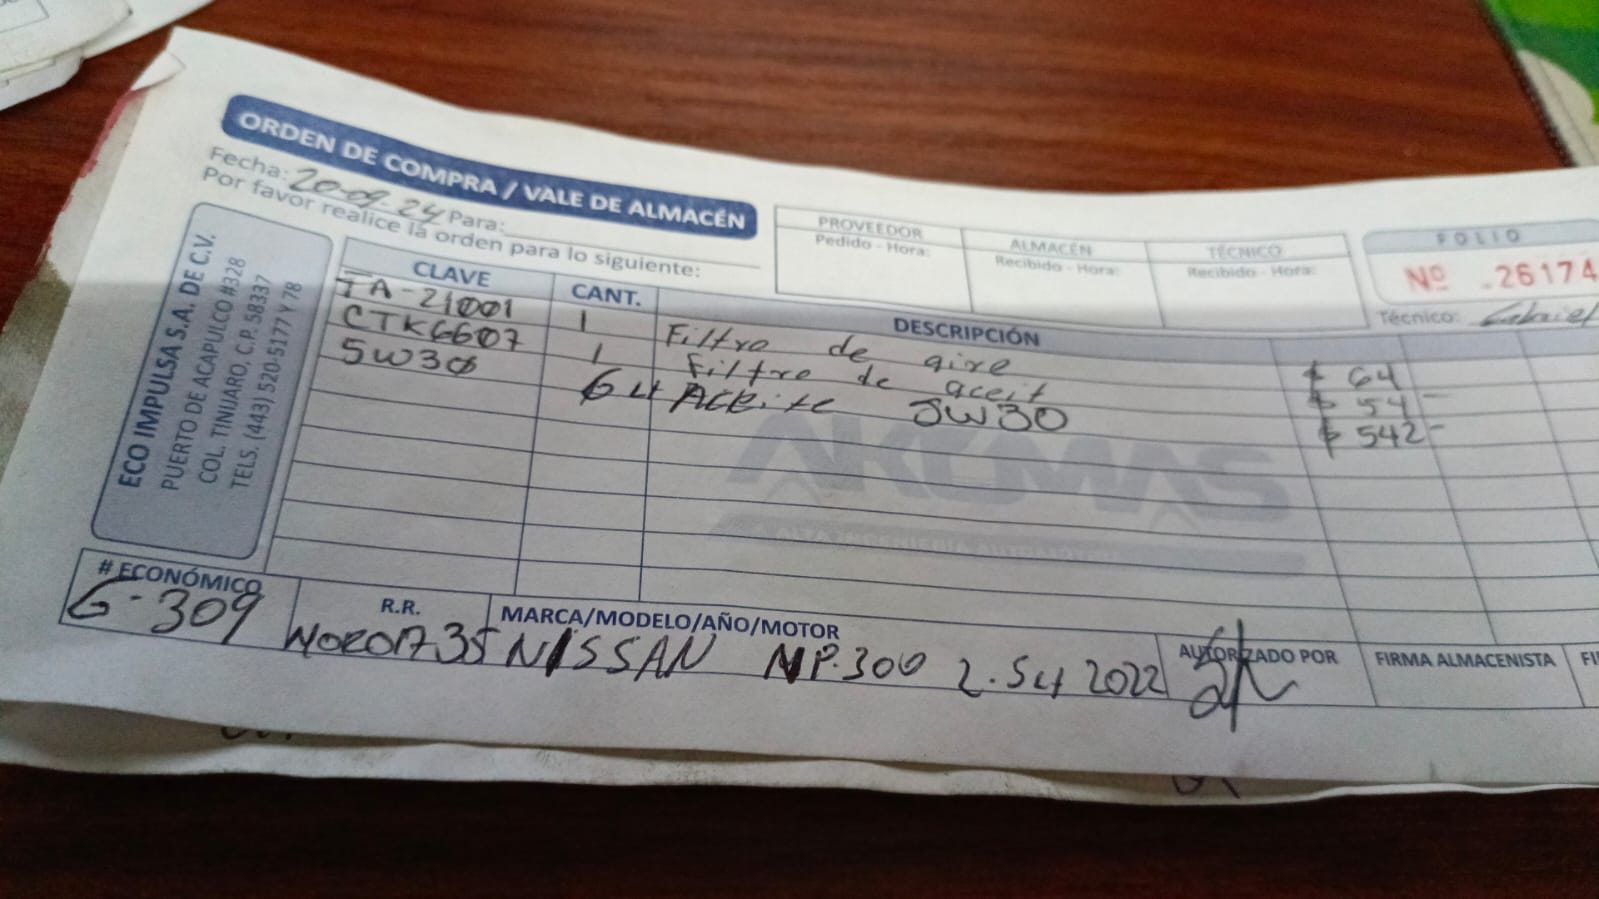 ORDEN DE COMPRA / VALE DE ALMACÉN
Fecha: 20-09-24 Para:
Por favor realice la orden para lo siguiente:
PROVEEDOR
Pedido - Hora:
ALMACÉN
Recibido - Hora:
TÉCNICO
Recibido - Hora:
FOLIO
Nº .26174
Técnico: Gabriel
ECO IMPULSA S.A. DE C.V.
PUERTO DE ACAPULCO #328
COL. TINIJARO, C.P. 58337
TELS. (443) 520-5177 Y 78
CLAVE CANT. DESCRIPCIÓN
TA-21001 1 Filtro de aire $ 64
CTK6607 1 Filtro de aceit $ 54-
5W30 6 Lt Aceite 5W30 $ 542-
AKOMAS
ALTA INGENIERÍA AUTOMOTRIZ
# ECONÓMICO
G-309
R.R.
MARCA/MODELO/AÑO/MOTOR
NISSAN NP.300 2.5Lt 2022
AUTORIZADO POR
FIRMA ALMACENISTA
FI